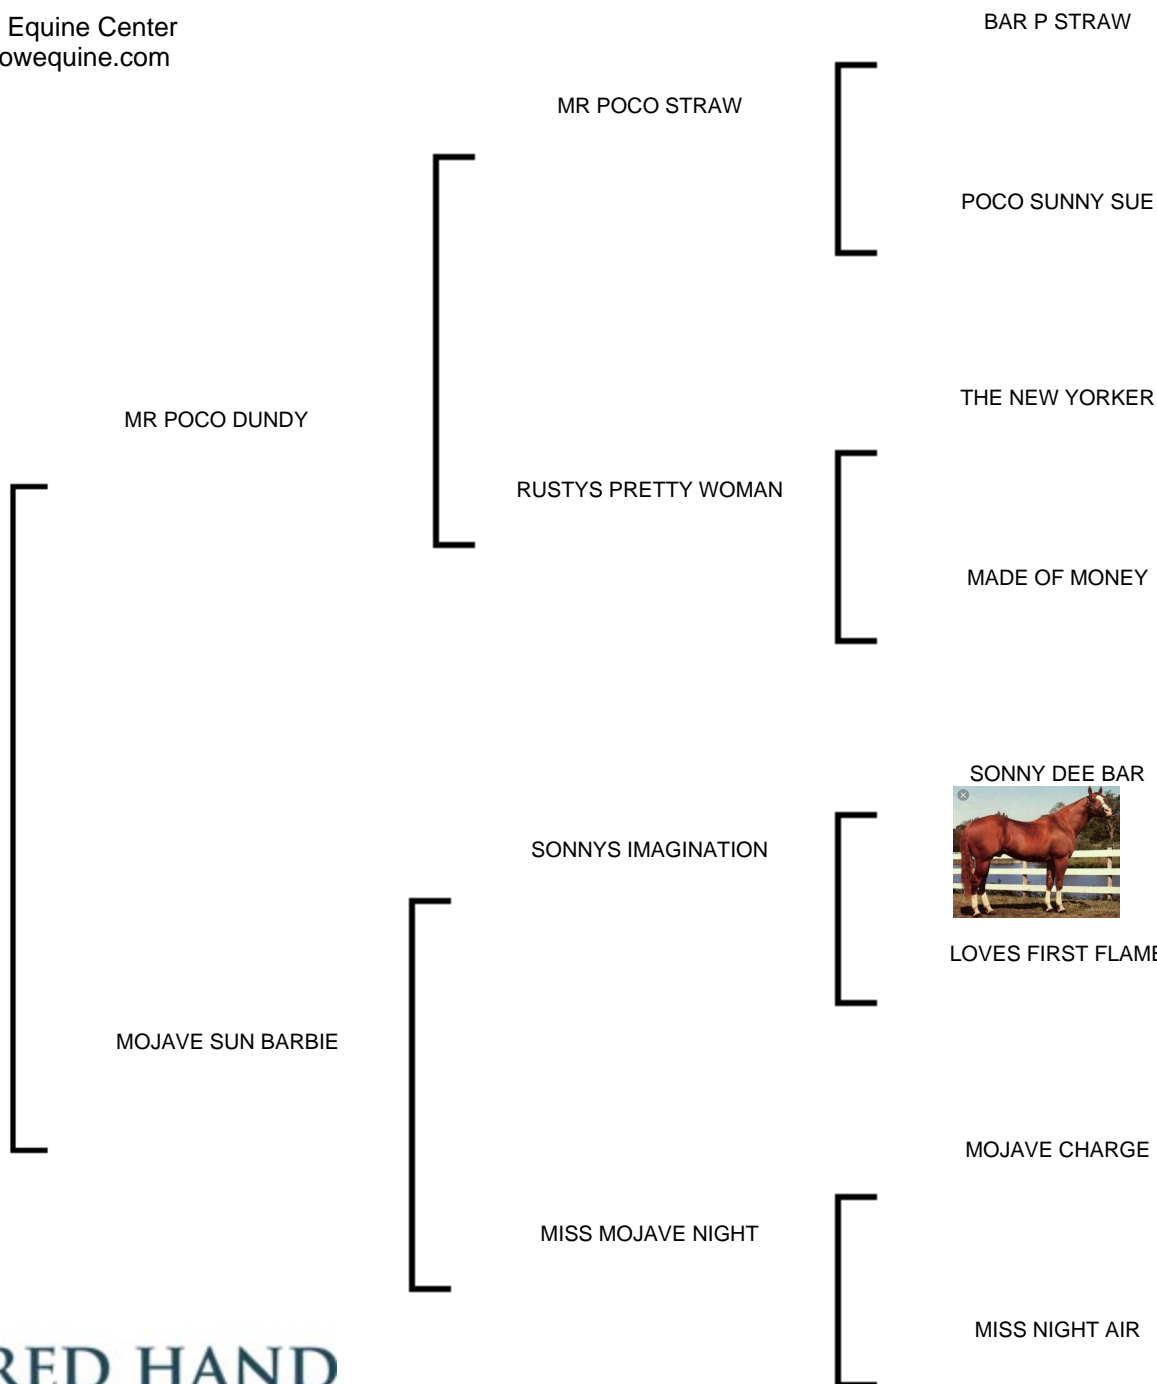 Equine Center
owequine.com
BAR P STRAW
MR POCO STRAW
POCO SUNNY SUE
THE NEW YORKER
MR POCO DUNDY
RUSTYS PRETTY WOMAN
MADE OF MONEY
SONNY DEE BAR
SONNYS IMAGINATION
LOVES FIRST FLAME
MOJAVE SUN BARBIE
MOJAVE CHARGE
MISS MOJAVE NIGHT
MISS NIGHT AIR
RED HAND